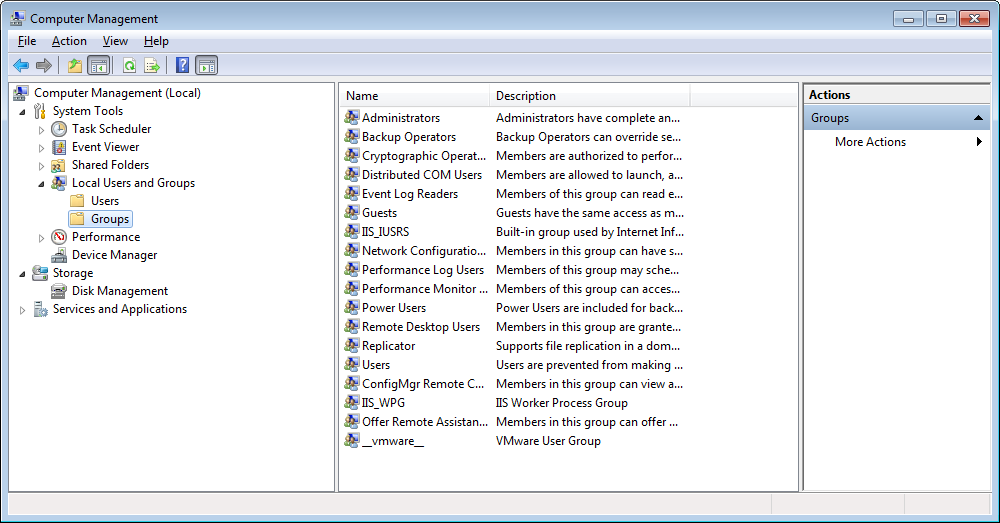 Computer Management
File Action View Help
Computer Management (Local)
System Tools
Task Scheduler
Event Viewer
Shared Folders
Local Users and Groups
Users
Groups
Performance
Device Manager
Storage
Disk Management
Services and Applications
Name Description
Administrators Administrators have complete an...
Backup Operators Backup Operators can override se...
Cryptographic Operat... Members are authorized to perfor...
Distributed COM Users Members are allowed to launch, a...
Event Log Readers Members of this group can read e...
Guests Guests have the same access as m...
IIS_IUSRS Built-in group used by Internet Inf...
Network Configuratio... Members in this group can have s...
Performance Log Users Members of this group may sche...
Performance Monitor ... Members of this group can acces...
Power Users Power Users are included for back...
Remote Desktop Users Members in this group are grante...
Replicator Supports file replication in a dom...
Users Users are prevented from making ...
ConfigMgr Remote C... Members in this group can view a...
IIS_WPG IIS Worker Process Group
Offer Remote Assistan... Members in this group can offer ...
__vmware__ VMware User Group
Actions
Groups
More Actions